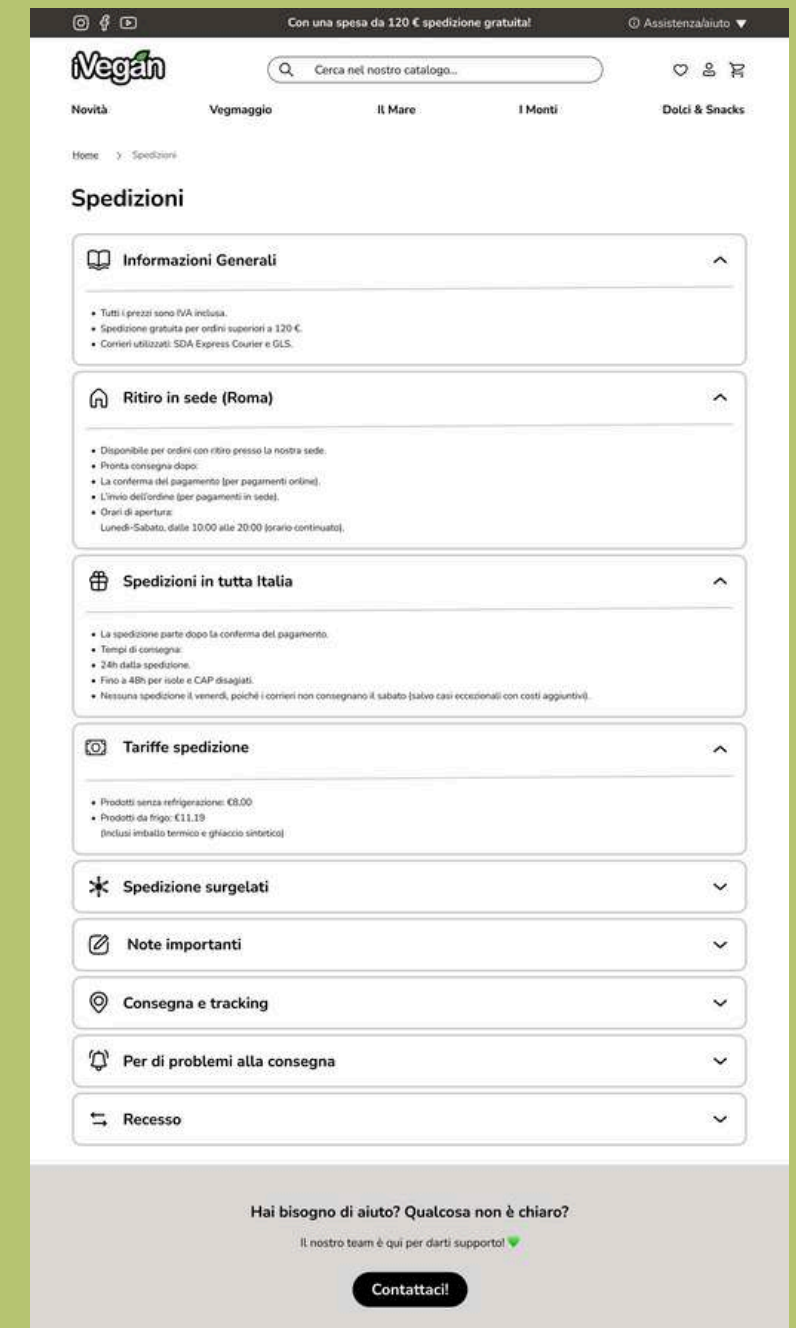 Con una spesa da 120 € spedizione gratuita!
Assistenza/aiuto
iVegan
Cerca nel nostro catalogo...
Novità
Vegmaggio
Il Mare
I Monti
Dolci & Snacks
Home > Spedizioni
Spedizioni
Informazioni Generali
• Tutti i prezzi sono IVA inclusa.
• Spedizione gratuita per ordini superiori a 120 €.
• Corrieri utilizzati: SDA Express Courier e GLS.
Ritiro in sede (Roma)
• Disponibile per ordini con ritiro presso la nostra sede.
• Pronta consegna dopo:
• La conferma del pagamento (per pagamenti online).
• L'invio dell'ordine (per pagamenti in sede).
• Orari di apertura:
Lunedì-Sabato, dalle 10:00 alle 20:00 (orario continuato).
Spedizioni in tutta Italia
• La spedizione parte dopo la conferma del pagamento.
• Tempi di consegna:
• 24h dalla spedizione.
• Fino a 48h per isole e CAP disagiati.
• Nessuna spedizione il venerdì, poiché i corrieri non consegnano il sabato (salvo casi eccezionali con costi aggiuntivi).
Tariffe spedizione
• Prodotti senza refrigerazione: €8,00
• Prodotti da frigo: €11,19
(Inclusi imballo termico e ghiaccio sintetico)
Spedizione surgelati
Note importanti
Consegna e tracking
Per di problemi alla consegna
Recesso
Hai bisogno di aiuto? Qualcosa non è chiaro?
Il nostro team è qui per darti supporto! 💚
Contattaci!